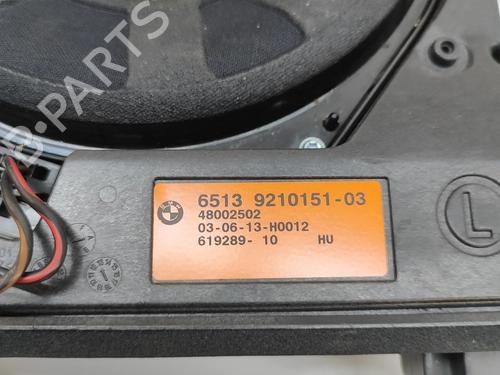 B-PARTS
6513 9210151-03
48002502
03-06-13-H0012
619289- 10 HU
L